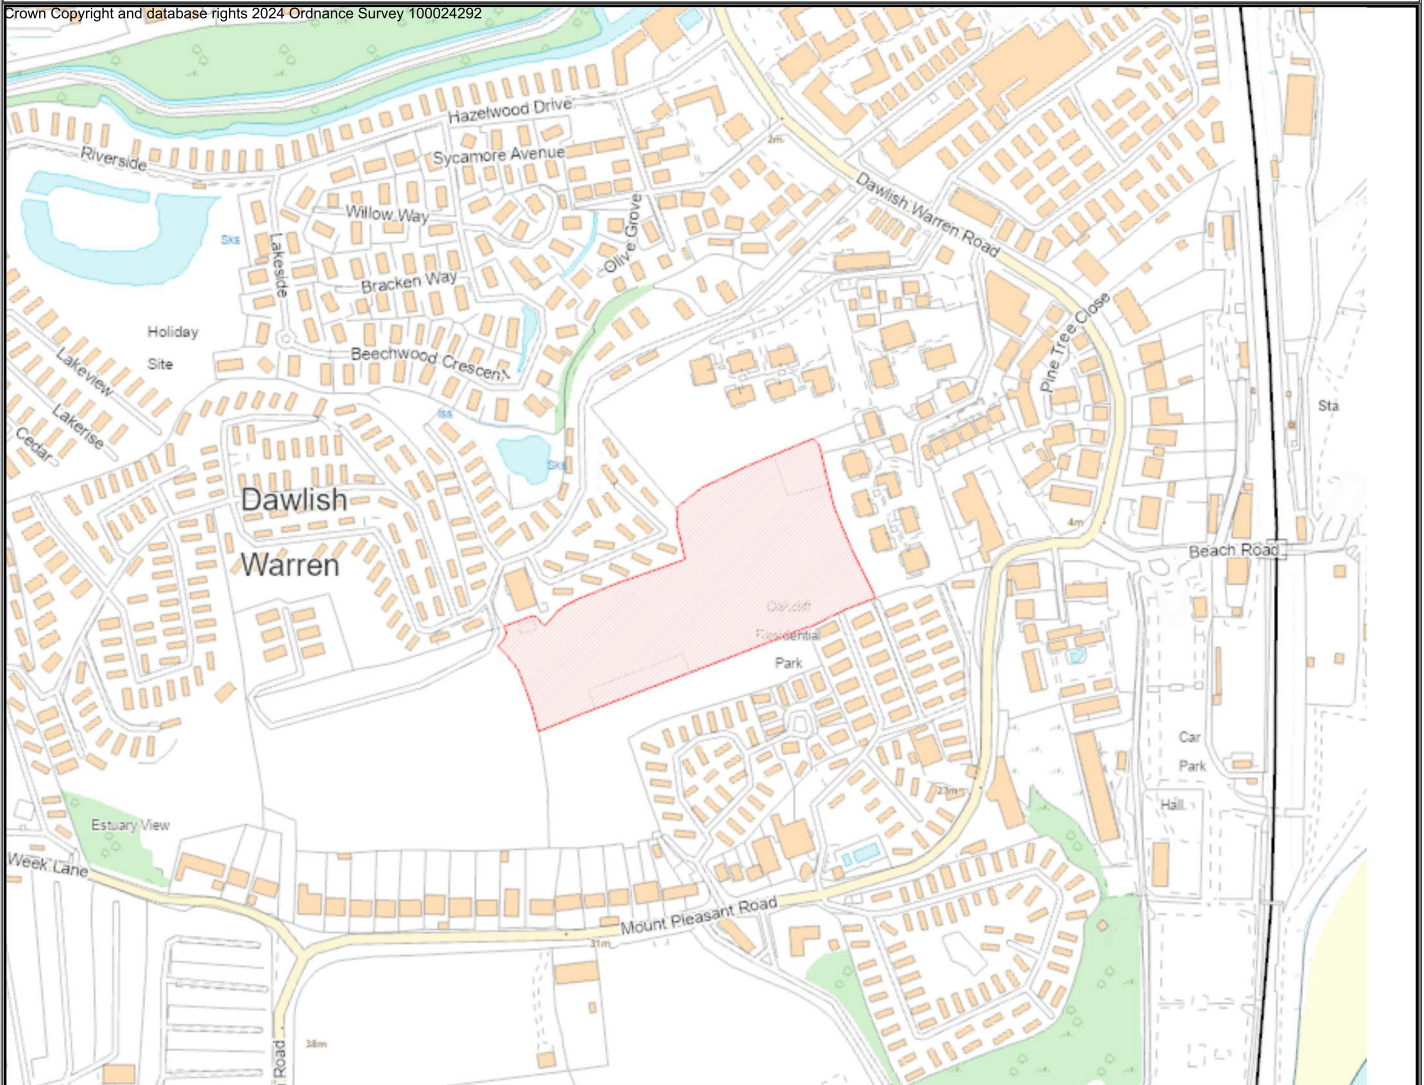 Crown Copyright and database rights 2024 Ordnance Survey 100024292
Hazelwood Drive
Riverside
Sycamore Avenue
2m
Dawlish Warren Road
Willow Way
Olive Grove
Sks
Lakeside
Bracken Way
Pine Tree Close
Holiday
Site
Beechwood Crescent
Lakeview
Lakerise
Cedar
Iss
Sta
Sks
Dawlish
Warren
4m
Beach Road
Oakcliff
Residential
Park
Car
Park
23m
Hall
Estuary View
Week Lane
Mount Pleasant Road
31m
38m
Road